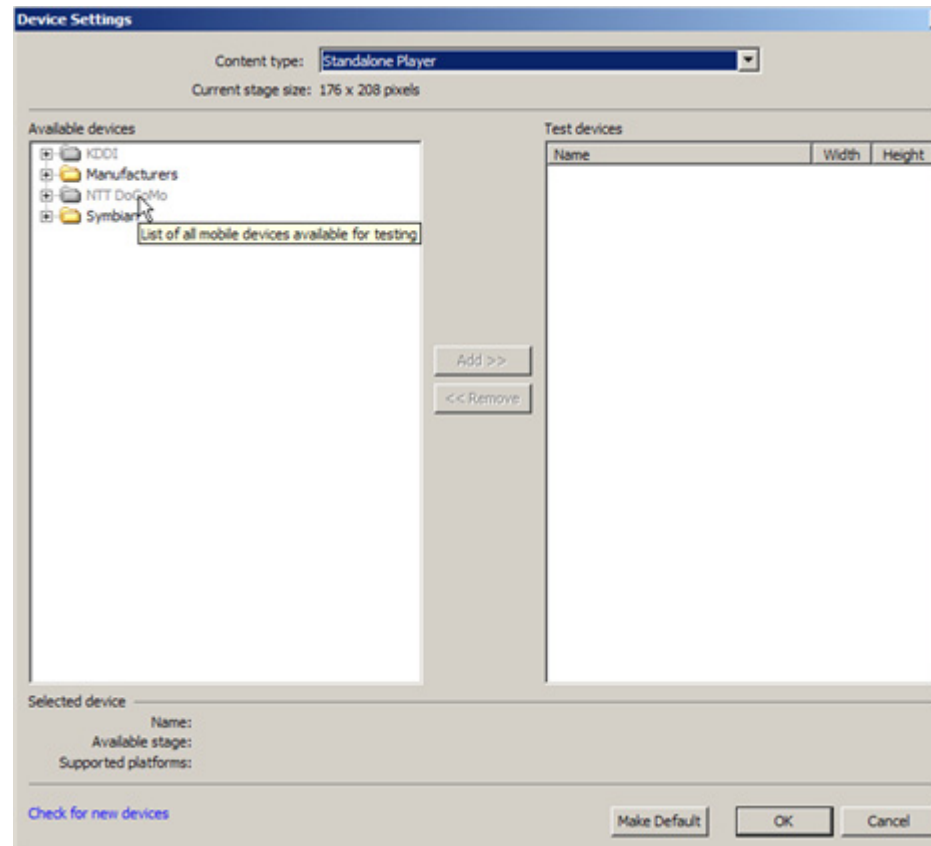 Device Settings
Content type: Standalone Player
Current stage size: 176 x 208 pixels
Available devices
KDDI
Manufacturers
NTT DoCoMo
Symbian
List of all mobile devices available for testing
Add >>
<< Remove
Test devices
Name Width Height
Selected device
Name:
Available stage:
Supported platforms:
Check for new devices
Make Default OK Cancel